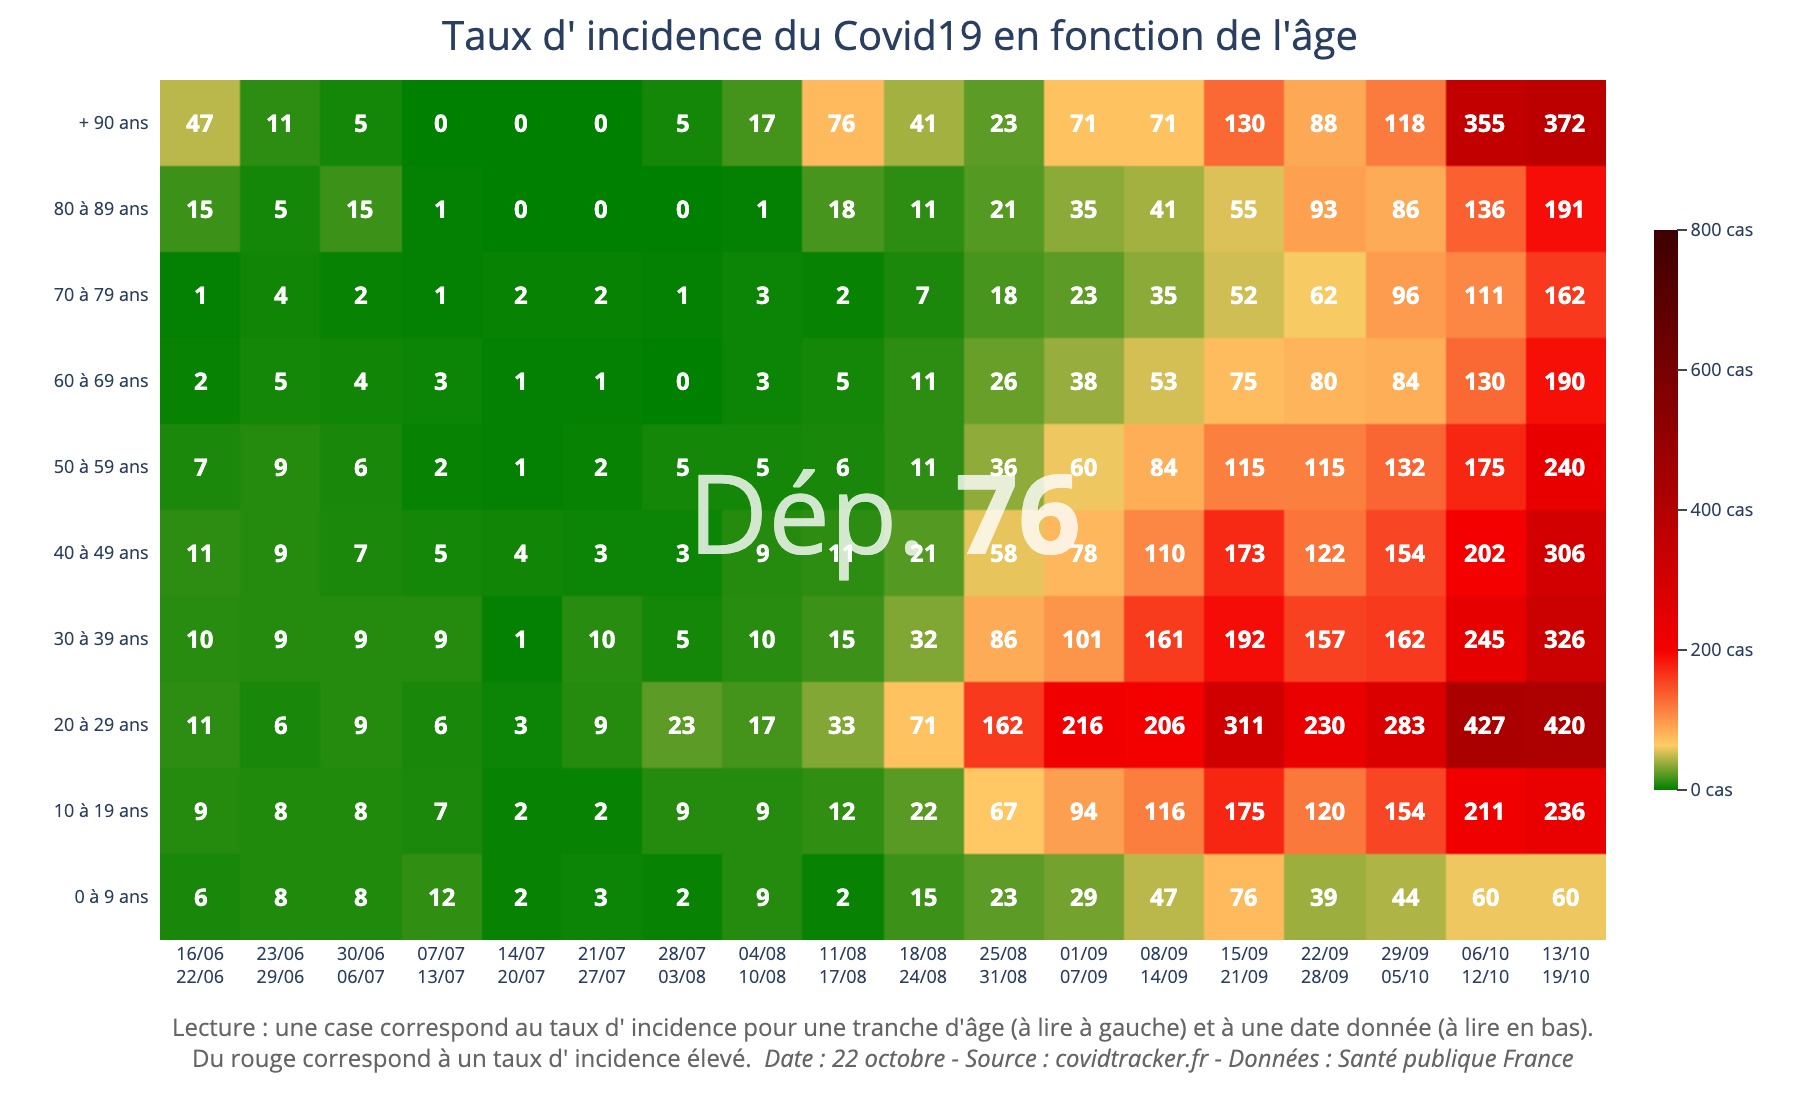 Taux d' incidence du Covid19 en fonction de l'âge
+ 90 ans 47 11 5 0 0 0 5 17 76 41 23 71 71 130 88 118 355 372
80 à 89 ans 15 5 15 1 0 0 0 1 18 11 21 35 41 55 93 86 136 191
70 à 79 ans 1 4 2 1 2 2 1 3 2 7 18 23 35 52 62 96 111 162
60 à 69 ans 2 5 4 3 1 1 0 3 5 11 26 38 53 75 80 84 130 190
50 à 59 ans 7 9 6 2 1 2 5 5 6 11 36 60 84 115 115 132 175 240
Dép. 76
40 à 49 ans 11 9 7 5 4 3 3 9 11 21 58 78 110 173 122 154 202 306
30 à 39 ans 10 9 9 9 1 10 5 10 15 32 86 101 161 192 157 162 245 326
20 à 29 ans 11 6 9 6 3 9 23 17 33 71 162 216 206 311 230 283 427 420
10 à 19 ans 9 8 8 7 2 2 9 9 12 22 67 94 116 175 120 154 211 236
0 à 9 ans 6 8 8 12 2 3 2 9 2 15 23 29 47 76 39 44 60 60
16/06 23/06 30/06 07/07 14/07 21/07 28/07 04/08 11/08 18/08 25/08 01/09 08/09 15/09 22/09 29/09 06/10 13/10
22/06 29/06 06/07 13/07 20/07 27/07 03/08 10/08 17/08 24/08 31/08 07/09 14/09 21/09 28/09 05/10 12/10 19/10
800 cas
600 cas
400 cas
200 cas
0 cas
Lecture : une case correspond au taux d' incidence pour une tranche d'âge (à lire à gauche) et à une date donnée (à lire en bas).
Du rouge correspond à un taux d' incidence élevé. Date : 22 octobre - Source : covidtracker.fr - Données : Santé publique France